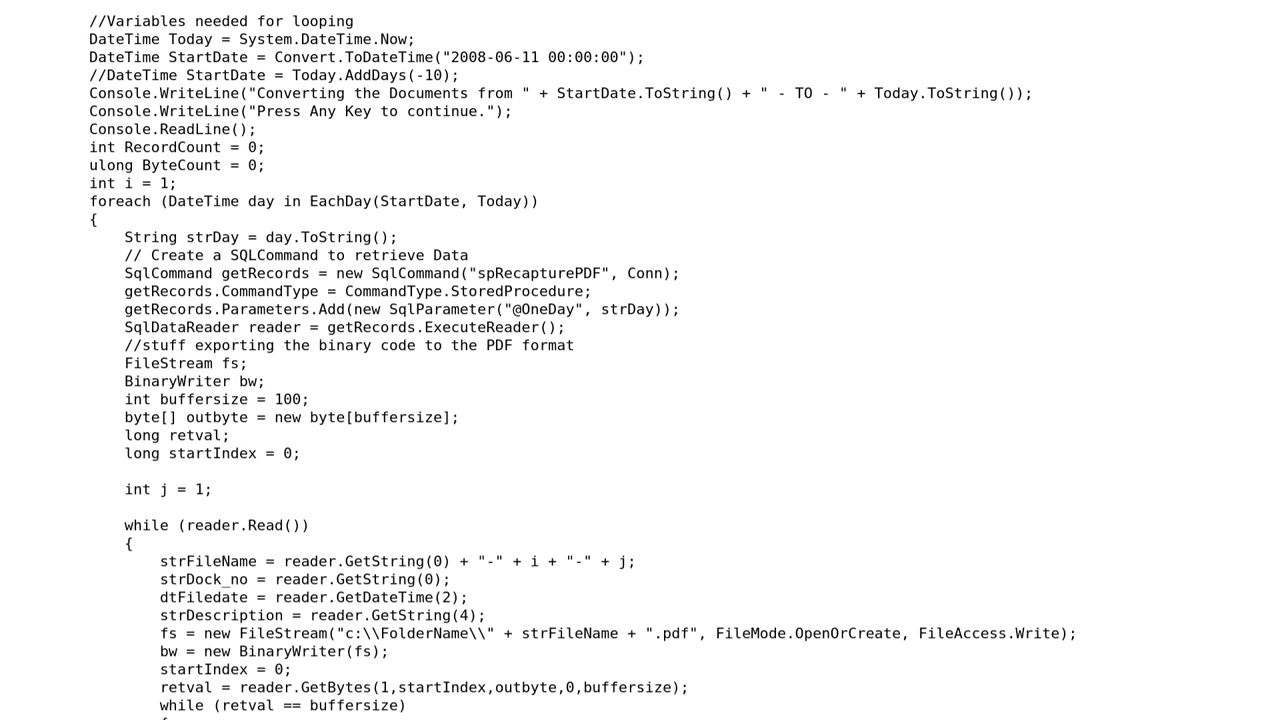 //Variables needed for looping
DateTime Today = System.DateTime.Now;
DateTime StartDate = Convert.ToDateTime("2008-06-11 00:00:00");
//DateTime StartDate = Today.AddDays(-10);
Console.WriteLine("Converting the Documents from " + StartDate.ToString() + " - TO - " + Today.ToString());
Console.WriteLine("Press Any Key to continue.");
Console.ReadLine();
int RecordCount = 0;
ulong ByteCount = 0;
int i = 1;
foreach (DateTime day in EachDay(StartDate, Today))
{
    String strDay = day.ToString();
    // Create a SQLCommand to retrieve Data
    SqlCommand getRecords = new SqlCommand("spRecapturePDF", Conn);
    getRecords.CommandType = CommandType.StoredProcedure;
    getRecords.Parameters.Add(new SqlParameter("@OneDay", strDay));
    SqlDataReader reader = getRecords.ExecuteReader();
    //stuff exporting the binary code to the PDF format
    FileStream fs;
    BinaryWriter bw;
    int buffersize = 100;
    byte[] outbyte = new byte[buffersize];
    long retval;
    long startIndex = 0;

    int j = 1;

    while (reader.Read())
    {
        strFileName = reader.GetString(0) + "-" + i + "-" + j;
        strDock_no = reader.GetString(0);
        dtFiledate = reader.GetDateTime(2);
        strDescription = reader.GetString(4);
        fs = new FileStream("c:\\FolderName\\" + strFileName + ".pdf", FileMode.OpenOrCreate, FileAccess.Write);
        bw = new BinaryWriter(fs);
        startIndex = 0;
        retval = reader.GetBytes(1,startIndex,outbyte,0,buffersize);
        while (retval == buffersize)
        {